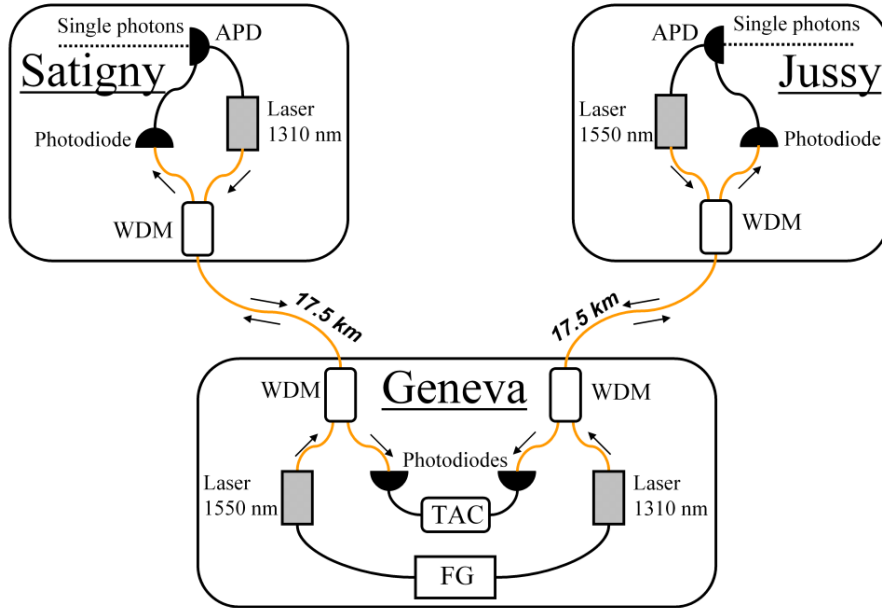 Single photons
APD
Satigny
Laser
1310 nm
Photodiode
WDM
Single photons
APD
Jussy
Laser
1550 nm
Photodiode
WDM
17.5 km
17.5 km
WDM
Geneva
WDM
Photodiodes
Laser
1550 nm
TAC
Laser
1310 nm
FG